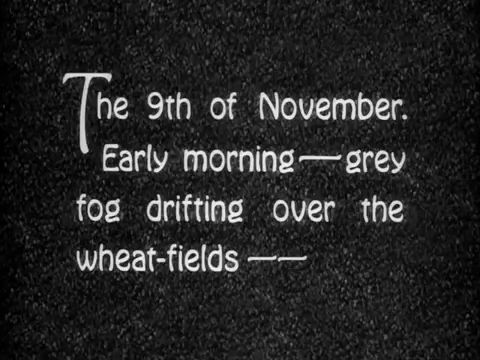 The 9th of November.
Early morning — grey
fog drifting over the
wheat-fields — —